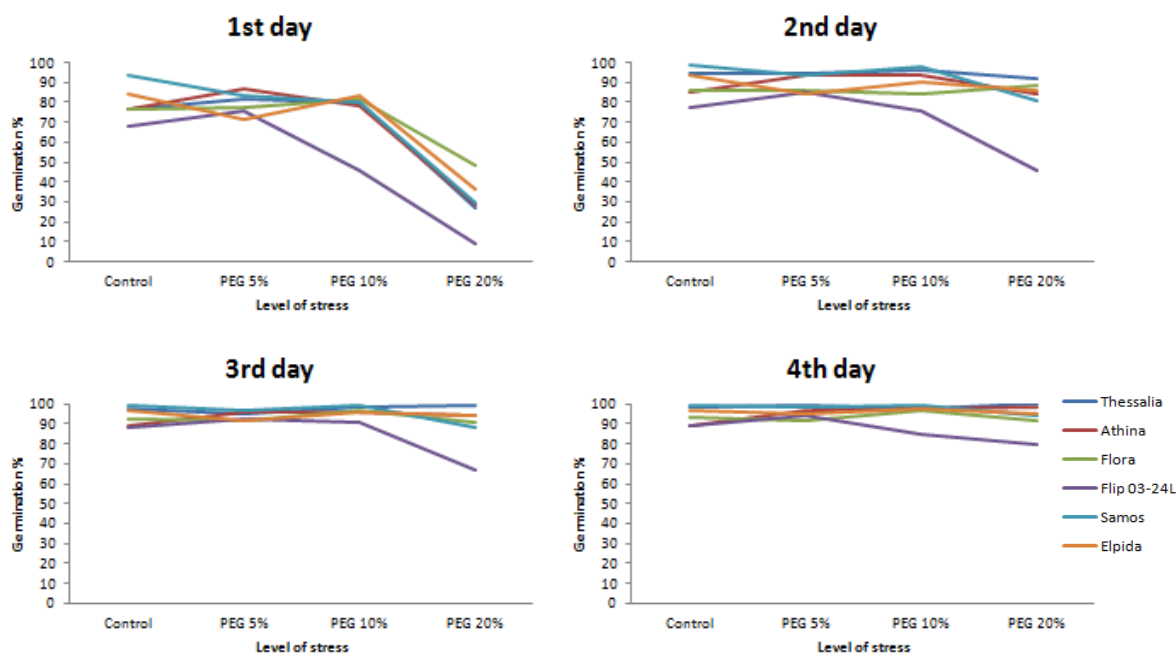 1st day
Germination %
100
90
80
70
60
50
40
30
20
10
0
Control PEG 5% PEG 10% PEG 20%
Level of stress
2nd day
Germination %
100
90
80
70
60
50
40
30
20
10
0
Control PEG 5% PEG 10% PEG 20%
Level of stress
3rd day
Germination %
100
90
80
70
60
50
40
30
20
10
0
Control PEG 5% PEG 10% PEG 20%
Level of stress
4th day
Germination %
100
90
80
70
60
50
40
30
20
10
0
Control PEG 5% PEG 10% PEG 20%
Level of stress
Thessalia
Athina
Flora
Flip 03-24L
Samos
Elpida